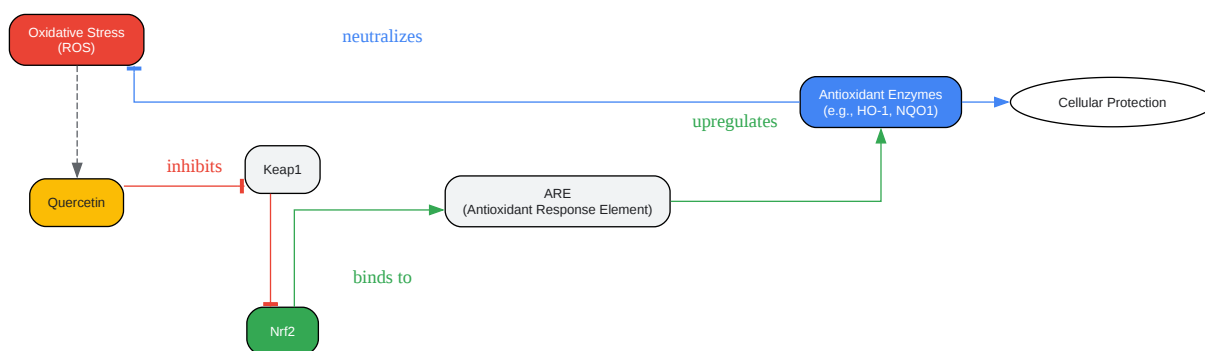 Oxidative Stress
(ROS)
neutralizes
Antioxidant Enzymes
(e.g., HO-1, NQO1)
Cellular Protection
upregulates
inhibits
Keap1
Quercetin
ARE
(Antioxidant Response Element)
binds to
Nrf2